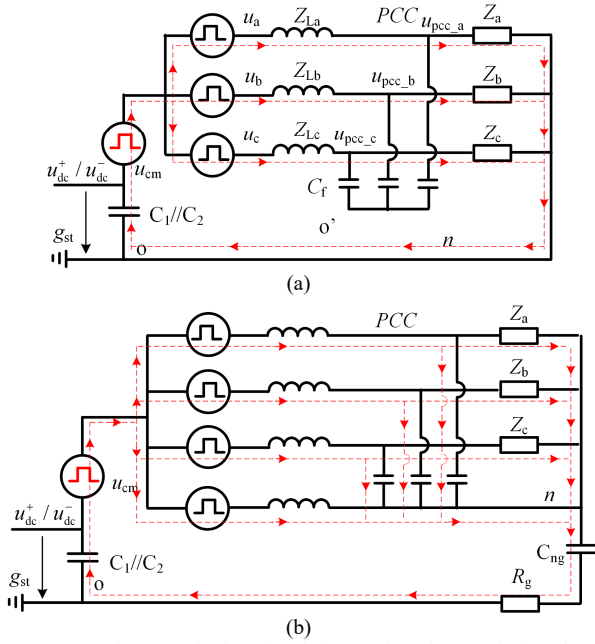 u_a Z_La PCC u_pcc_a Z_a
u_b Z_Lb u_pcc_b Z_b
u_c Z_Lc u_pcc_c Z_c
u_cm
u_dc^+ / u_dc^-
C_f
C_1//C_2
g_st
o
o'
n
(a)
PCC Z_a
Z_b
Z_c
u_cm
n
u_dc^+ / u_dc^-
C_1//C_2
C_ng
g_st
o
R_g
(b)